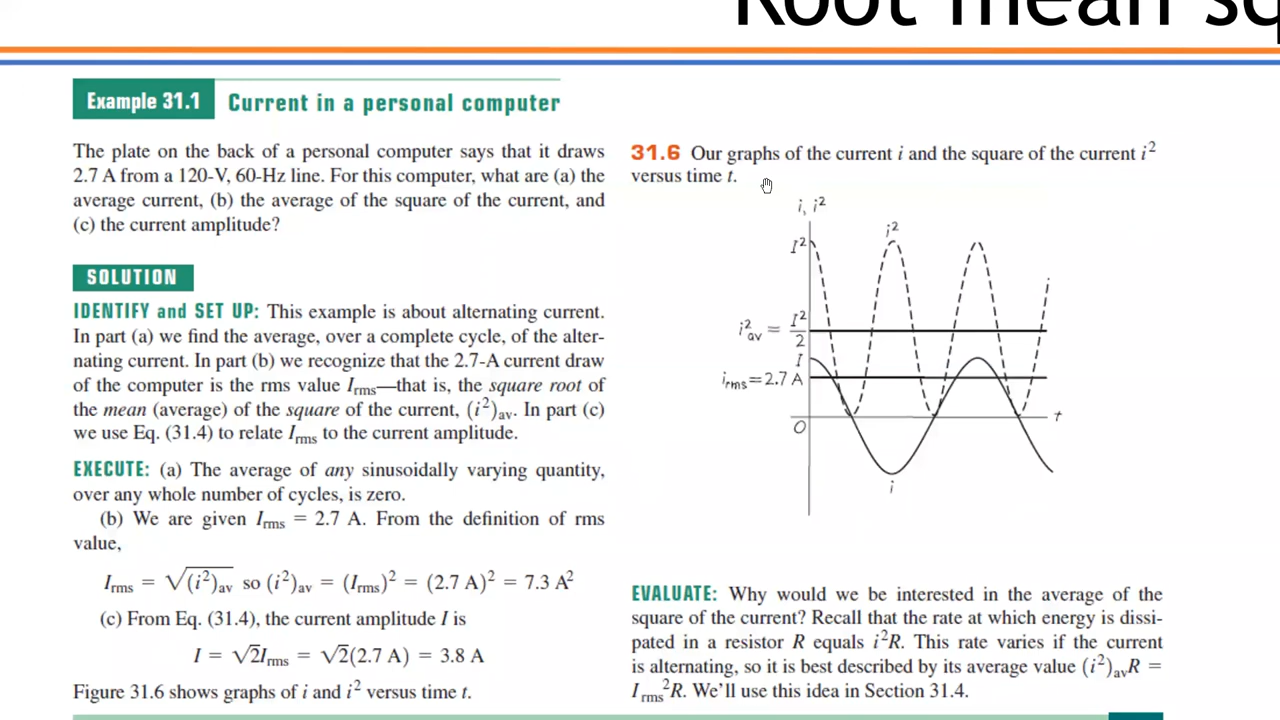 Root mean sq
Example 31.1 Current in a personal computer
The plate on the back of a personal computer says that it draws
2.7 A from a 120-V, 60-Hz line. For this computer, what are (a) the
average current, (b) the average of the square of the current, and
(c) the current amplitude?
SOLUTION
IDENTIFY and SET UP: This example is about alternating current.
In part (a) we find the average, over a complete cycle, of the alter-
nating current. In part (b) we recognize that the 2.7-A current draw
of the computer is the rms value Irms—that is, the square root of
the mean (average) of the square of the current, (i²)av. In part (c)
we use Eq. (31.4) to relate Irms to the current amplitude.
EXECUTE: (a) The average of any sinusoidally varying quantity,
over any whole number of cycles, is zero.
(b) We are given Irms = 2.7 A. From the definition of rms
value,
Irms = √(i²)av so (i²)av = (Irms)² = (2.7 A)² = 7.3 A²
(c) From Eq. (31.4), the current amplitude I is
I = √2Irms = √2(2.7 A) = 3.8 A
Figure 31.6 shows graphs of i and i² versus time t.
31.6 Our graphs of the current i and the square of the current i²
versus time t.
i, i²
i²
I²
i²av = I²/2
I
irms = 2.7 A
O
t
i
EVALUATE: Why would we be interested in the average of the
square of the current? Recall that the rate at which energy is dissi-
pated in a resistor R equals i²R. This rate varies if the current
is alternating, so it is best described by its average value (i²)avR =
Irms²R. We'll use this idea in Section 31.4.